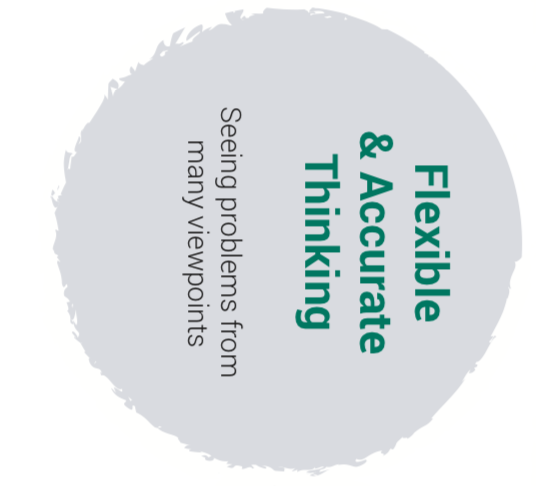 Flexible
& Accurate
Thinking
Seeing problems from
many viewpoints